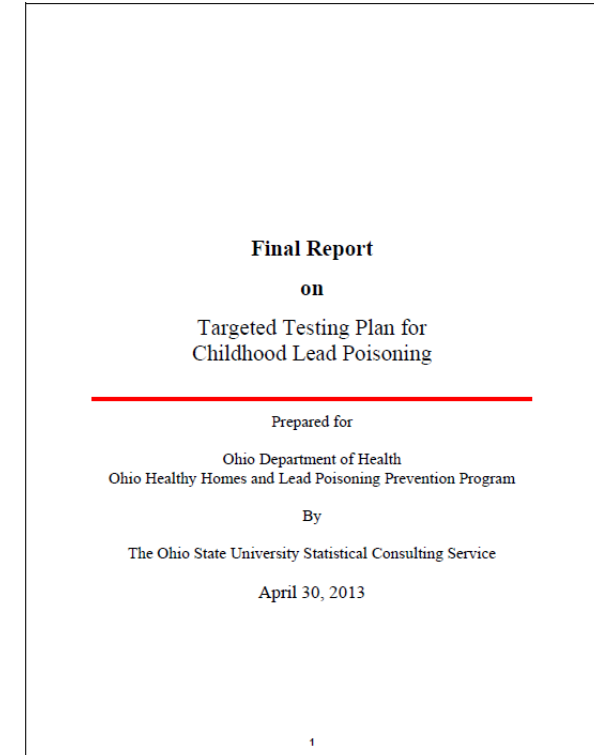 Final Report
on
Targeted Testing Plan for
Childhood Lead Poisoning
Prepared for
Ohio Department of Health
Ohio Healthy Homes and Lead Poisoning Prevention Program
By
The Ohio State University Statistical Consulting Service
April 30, 2013
1